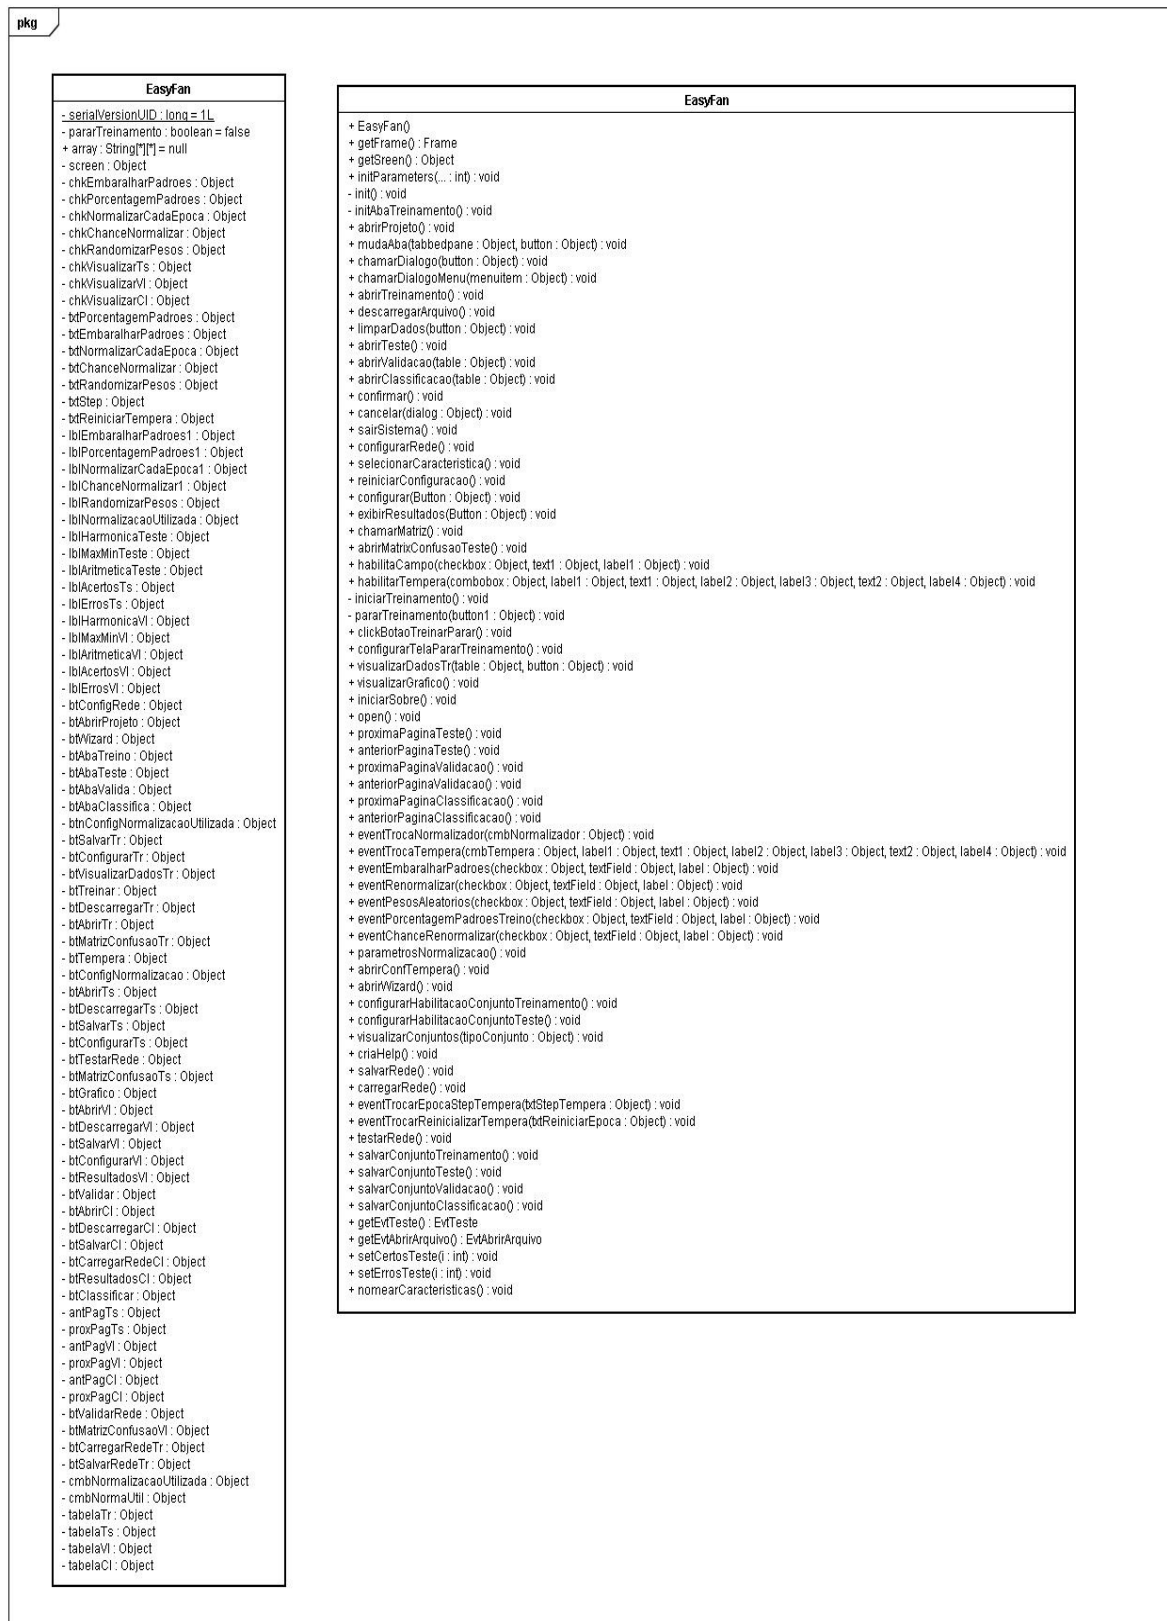 pkg
EasyFan
- serialVersionUID : long = 1L
- pararTreinamento : boolean = false
+ array : String[*][*] = null
- screen : Object
- chkEmbaralharPadroes : Object
- chkPorcentagemPadroes : Object
- chkNormalizarCadaEpoca : Object
- chkChanceNormalizar : Object
- chkRandomizarPesos : Object
- chkVisualizarTs : Object
- chkVisualizarVl : Object
- chkVisualizarCl : Object
- txtPorcentagemPadroes : Object
- txtEmbaralharPadroes : Object
- txtNormalizarCadaEpoca : Object
- txtChanceNormalizar : Object
- txtRandomizarPesos : Object
- txtStep : Object
- txtReiniciarTempera : Object
- lblEmbaralharPadroes1 : Object
- lblPorcentagemPadroes1 : Object
- lblNormalizarCadaEpoca1 : Object
- lblChanceNormalizar1 : Object
- lblRandomizarPesos : Object
- lblNormalizacaoUtilizada : Object
- lblHarmonicaTeste : Object
- lblMaxMinTeste : Object
- lblAritmeticaTeste : Object
- lblAcertosTs : Object
- lblErrosTs : Object
- lblHarmonicaVl : Object
- lblMaxMinVl : Object
- lblAritmeticaVl : Object
- lblAcertosVl : Object
- lblErrosVl : Object
- btConfigRede : Object
- btAbrirProjeto : Object
- btWizard : Object
- btAbaTreino : Object
- btAbaTeste : Object
- btAbaValida : Object
- btAbaClassifica : Object
- btnConfigNormalizacaoUtilizada : Object
- btSalvarTr : Object
- btConfigurarTr : Object
- btVisualizarDadosTr : Object
- btTreinar : Object
- btDescarregarTr : Object
- btAbrirTr : Object
- btMatrizConfusaoTr : Object
- btTempera : Object
- btConfigNormalizacao : Object
- btAbrirTs : Object
- btDescarregarTs : Object
- btSalvarTs : Object
- btConfigurarTs : Object
- btTestarRede : Object
- btMatrizConfusaoTs : Object
- btGrafico : Object
- btAbrirVl : Object
- btDescarregarVl : Object
- btSalvarVl : Object
- btConfigurarVl : Object
- btResultadosVl : Object
- btValidar : Object
- btAbrirCl : Object
- btDescarregarCl : Object
- btSalvarCl : Object
- btCarregarRedeCl : Object
- btResultadosCl : Object
- btClassificar : Object
- antPagTs : Object
- proxPagTs : Object
- antPagVl : Object
- proxPagVl : Object
- antPagCl : Object
- proxPagCl : Object
- btValidarRede : Object
- btMatrizConfusaoVl : Object
- btCarregarRedeTr : Object
- btSalvarRedeTr : Object
- cmbNormalizacaoUtilizada : Object
- cmbNormaUtil : Object
- tabelaTr : Object
- tabelaTs : Object
- tabelaVl : Object
- tabelaCl : Object
EasyFan
+ EasyFan()
+ getFrame() : Frame
+ getSreen() : Object
+ initParameters(... : int) : void
- init() : void
- initAbaTreinamento() : void
+ abrirProjeto() : void
+ mudaAba(tabbedpane : Object, button : Object) : void
+ chamarDialogo(button : Object) : void
+ chamarDialogoMenu(menuitem : Object) : void
+ abrirTreinamento() : void
+ descarregarArquivo() : void
+ limparDados(button : Object) : void
+ abrirTeste() : void
+ abrirValidacao(table : Object) : void
+ abrirClassificacao(table : Object) : void
+ confirmar() : void
+ cancelar(dialog : Object) : void
+ sairSistema() : void
+ configurarRede() : void
+ selecionarCaracteristica() : void
+ reiniciarConfiguracao() : void
+ configurar(Button : Object) : void
+ exibirResultados(Button : Object) : void
+ chamarMatriz() : void
+ abrirMatrixConfusaoTeste() : void
+ habilitaCampo(checkbox : Object, text1 : Object, label1 : Object) : void
+ habilitarTempera(combobox : Object, label1 : Object, text1 : Object, label2 : Object, label3 : Object, text2 : Object, label4 : Object) : void
- iniciarTreinamento() : void
- pararTreinamento(button1 : Object) : void
+ clickBotaoTreinarParar() : void
+ configurarTelaPararTreinamento() : void
+ visualizarDadosTr(table : Object, button : Object) : void
+ visualizarGrafico() : void
+ iniciarSobre() : void
+ open() : void
+ proximaPaginaTeste() : void
+ anteriorPaginaTeste() : void
+ proximaPaginaValidacao() : void
+ anteriorPaginaValidacao() : void
+ proximaPaginaClassificacao() : void
+ anteriorPaginaClassificacao() : void
+ eventTrocaNormalizador(cmbNormalizador : Object) : void
+ eventTrocaTempera(cmbTempera : Object, label1 : Object, text1 : Object, label2 : Object, label3 : Object, text2 : Object, label4 : Object) : void
+ eventEmbaralharPadroes(checkbox : Object, textField : Object, label : Object) : void
+ eventRenormalizar(checkbox : Object, textField : Object, label : Object) : void
+ eventPesosAleatorios(checkbox : Object, textField : Object, label : Object) : void
+ eventPorcentagemPadroesTreino(checkbox : Object, textField : Object, label : Object) : void
+ eventChanceRenormalizar(checkbox : Object, textField : Object, label : Object) : void
+ parametrosNormalizacao() : void
+ abrirConfTempera() : void
+ abrirWizard() : void
+ configurarHabilitacaoConjuntoTreinamento() : void
+ configurarHabilitacaoConjuntoTeste() : void
+ visualizarConjuntos(tipoConjunto : Object) : void
+ criaHelp() : void
+ salvarRede() : void
+ carregarRede() : void
+ eventTrocarEpocaStepTempera(txtStepTempera : Object) : void
+ eventTrocarReinicializarTempera(txtReiniciarEpoca : Object) : void
+ testarRede() : void
+ salvarConjuntoTreinamento() : void
+ salvarConjuntoTeste() : void
+ salvarConjuntoValidacao() : void
+ salvarConjuntoClassificacao() : void
+ getEvtTeste() : EvtTeste
+ getEvtAbrirArquivo() : EvtAbrirArquivo
+ setCertosTeste(i : int) : void
+ setErrosTeste(i : int) : void
+ nomearCaracteristicas() : void